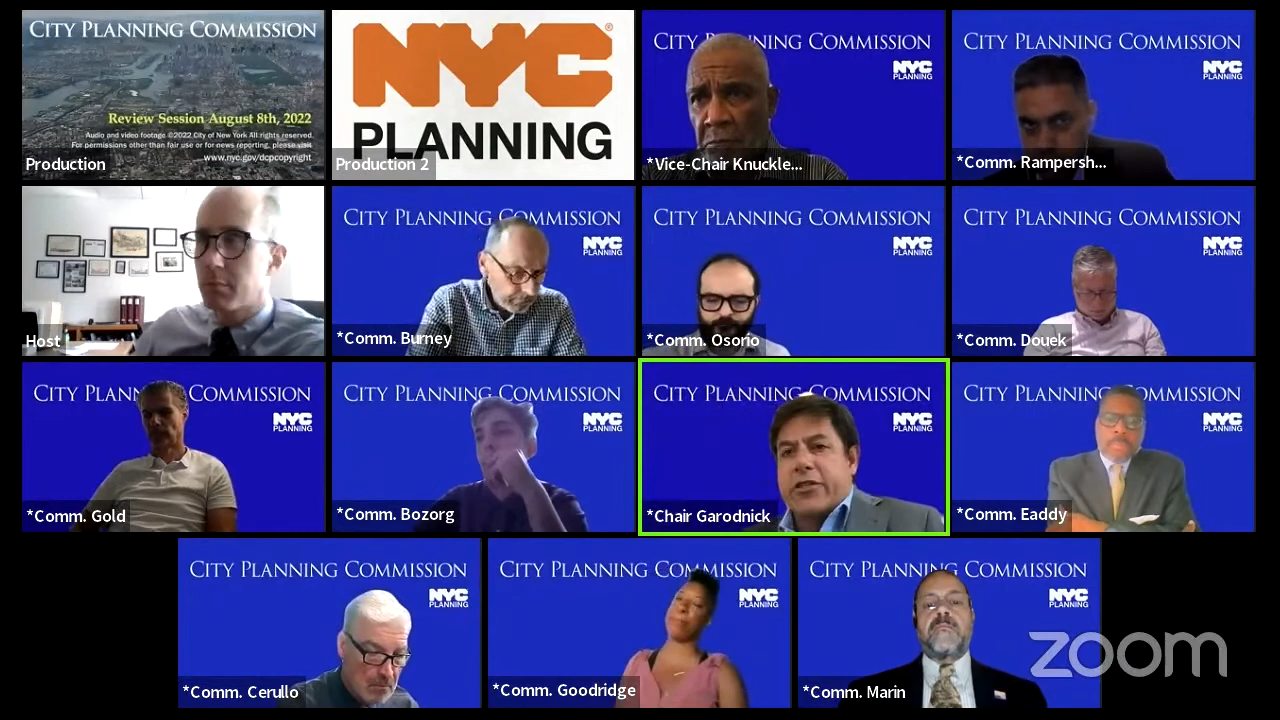 CITY PLANNING COMMISSION
Review Session August 8th, 2022
Audio and video footage ©2022 City of New York All rights reserved.
For permissions other than fair use or for news reporting, please visit
www.nyc.gov/dcpcopyright
Production
NYC®
PLANNING
Production 2
CITY PLANNING COMMISSION
NYC
PLANNING
*Vice-Chair Knuckle...
CITY PLANNING COMMISSION
NYC
PLANNING
*Comm. Rampersh...
Host
CITY PLANNING COMMISSION
NYC
PLANNING
*Comm. Burney
CITY PLANNING COMMISSION
NYC
PLANNING
*Comm. Osorio
CITY PLANNING COMMISSION
NYC
PLANNING
*Comm. Douek
CITY PLANNING COMMISSION
NYC
PLANNING
*Comm. Gold
CITY PLANNING COMMISSION
NYC
PLANNING
*Comm. Bozorg
CITY PLANNING COMMISSION
NYC
PLANNING
*Chair Garodnick
CITY PLANNING COMMISSION
NYC
PLANNING
*Comm. Eaddy
CITY PLANNING COMMISSION
NYC
PLANNING
*Comm. Cerullo
CITY PLANNING COMMISSION
NYC
PLANNING
*Comm. Goodridge
CITY PLANNING COMMISSION
NYC
PLANNING
*Comm. Marin
zoom